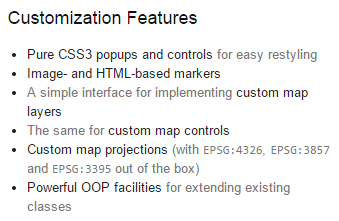 Customization Features
• Pure CSS3 popups and controls for easy restyling
• Image- and HTML-based markers
• A simple interface for implementing custom map
layers
• The same for custom map controls
• Custom map projections (with EPSG:4326, EPSG:3857
and EPSG:3395 out of the box)
• Powerful OOP facilities for extending existing
classes